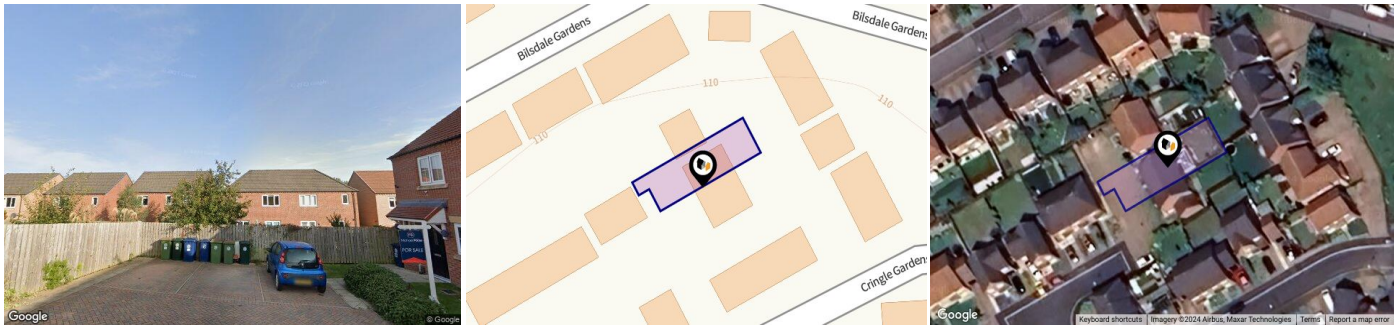 FOR SALE
Google
© Google
Bilsdale Gardens
Bilsdale Gardens
110
110
110
Cringle Gardens
Google
Keyboard shortcuts
Imagery ©2024 Airbus, Maxar Technologies
Terms
Report a map error